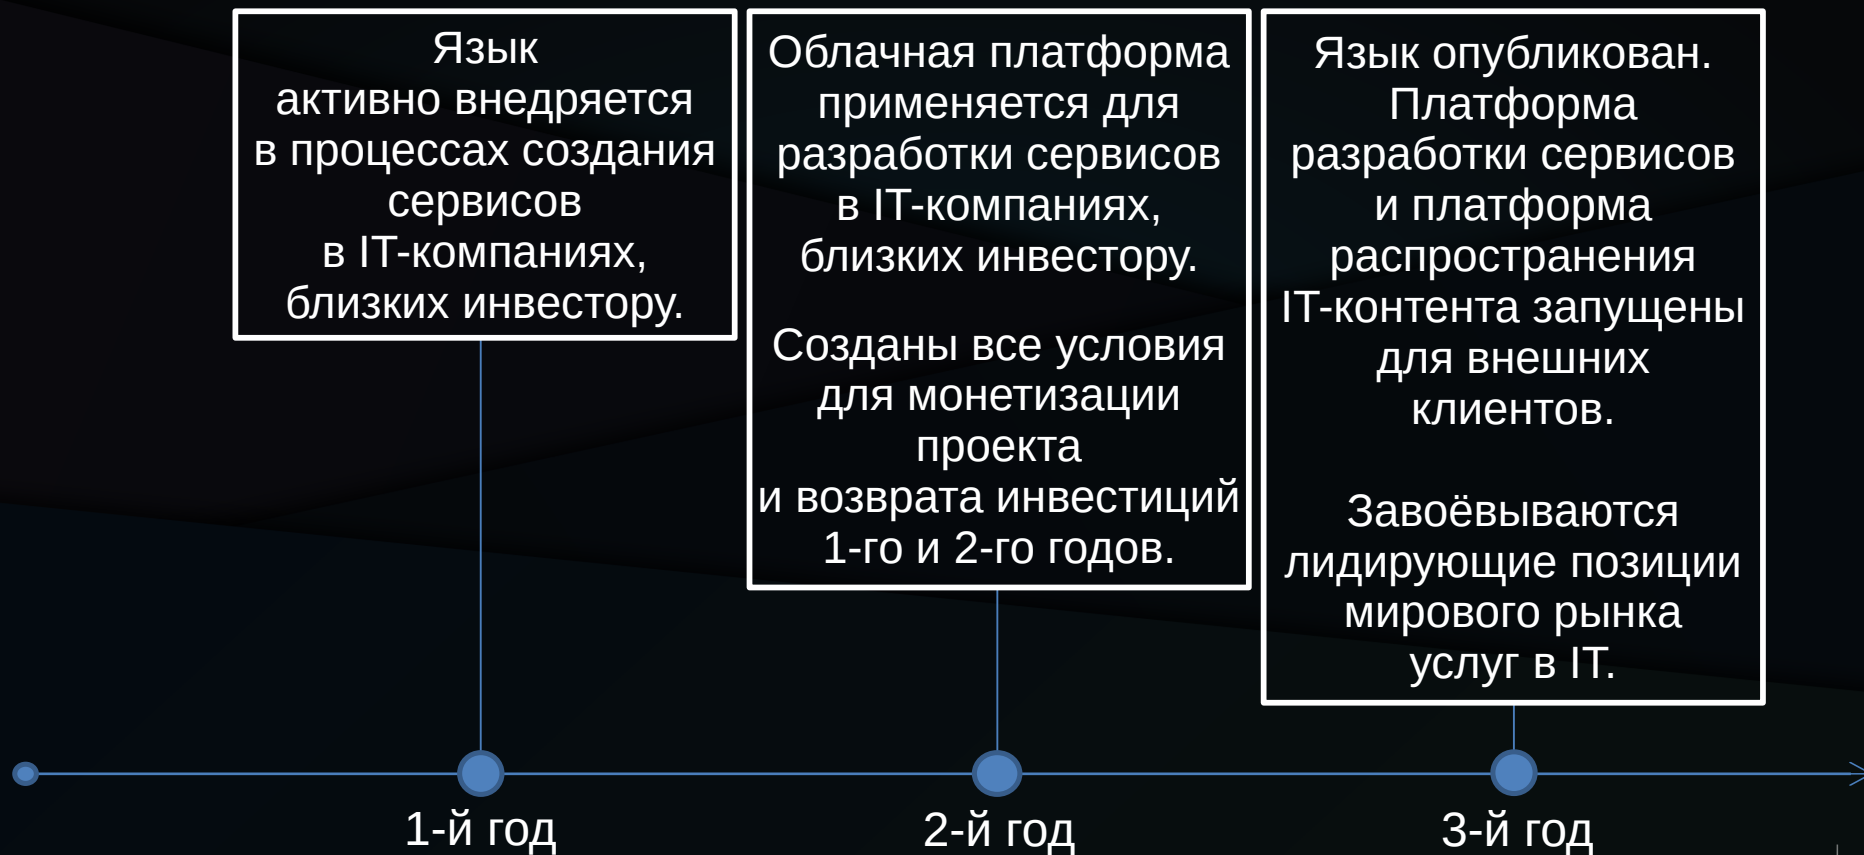 Язык
активно внедряется
в процессах создания
сервисов
в IT-компаниях,
близких инвестору.
Облачная платформа
применяется для
разработки сервисов
в IT-компаниях,
близких инвестору.
Созданы все условия
для монетизации
проекта
и возврата инвестиций
1-го и 2-го годов.
Язык опубликован.
Платформа
разработки сервисов
и платформа
распространения
IT-контента запущены
для внешних
клиентов.
Завоёвываются
лидирующие позиции
мирового рынка
услуг в IT.
1-й год
2-й год
3-й год